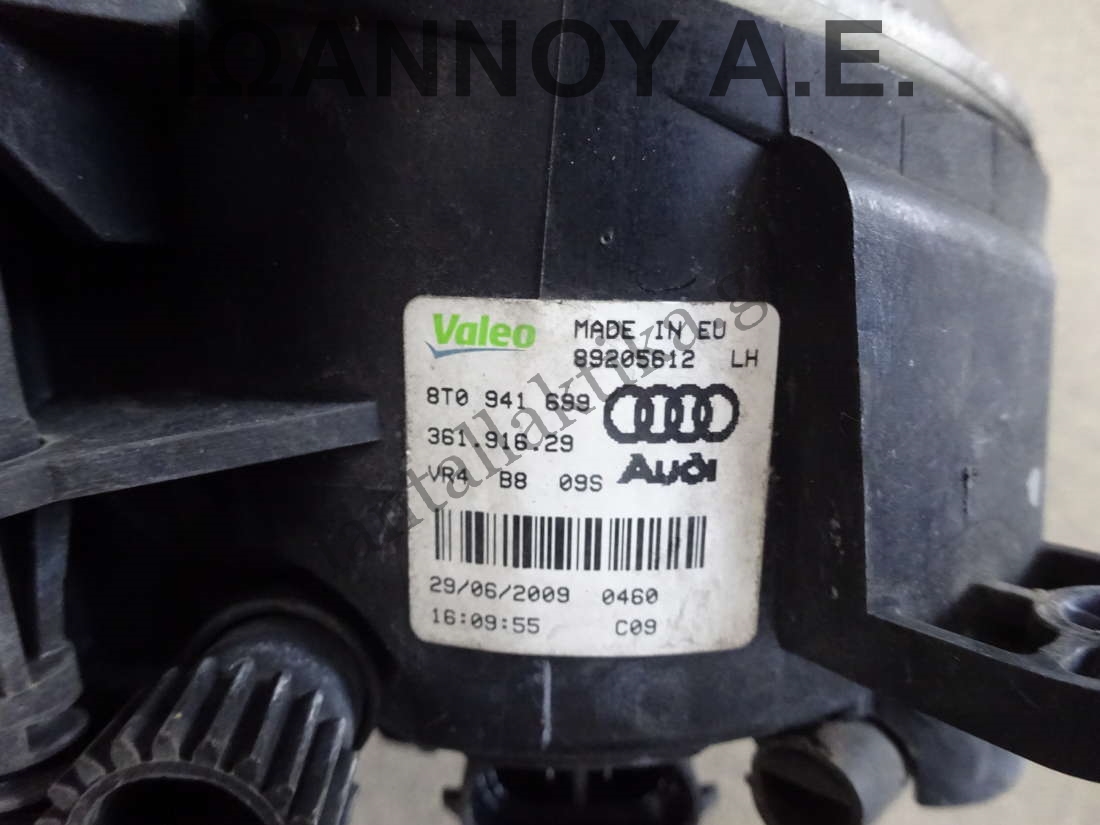 ΙΩΑΝΝΟΥ Α.Ε.
Valeo MADE IN EU
89205612 LH
8T0 941 699
361.916.29
VR4 B8 09S Audi
29/06/2009 0460
16:09:55 C09
antallaktika.g